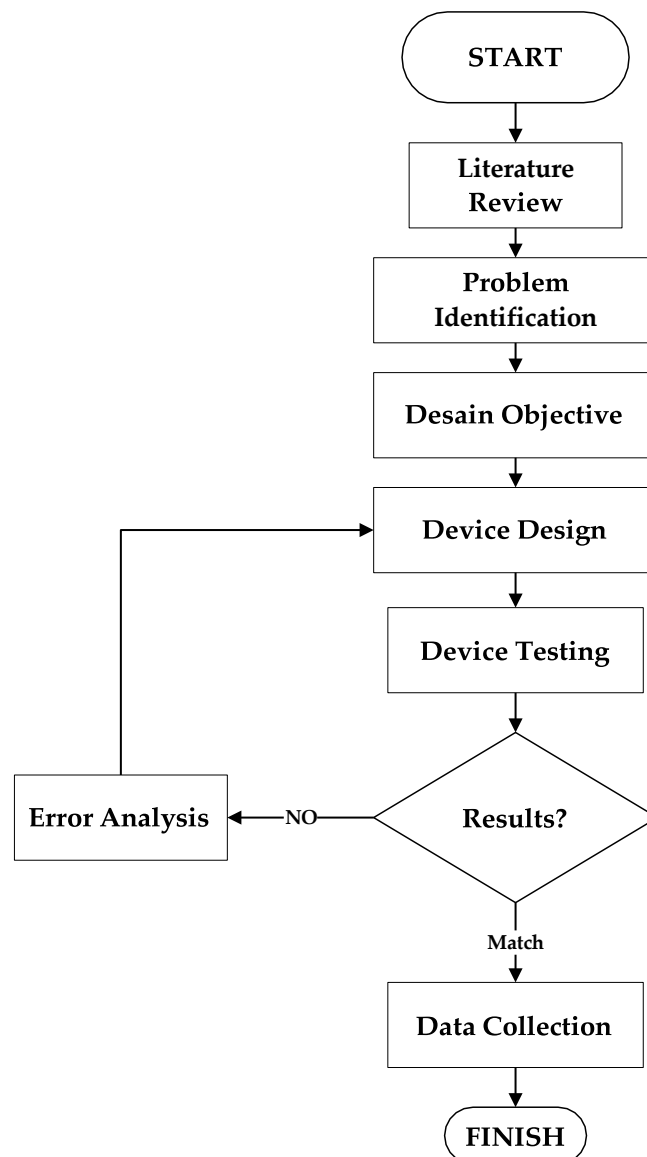 START
Literature
Review
Problem
Identification
Desain Objective
Device Design
Device Testing
Error Analysis
NO
Results?
Match
Data Collection
FINISH